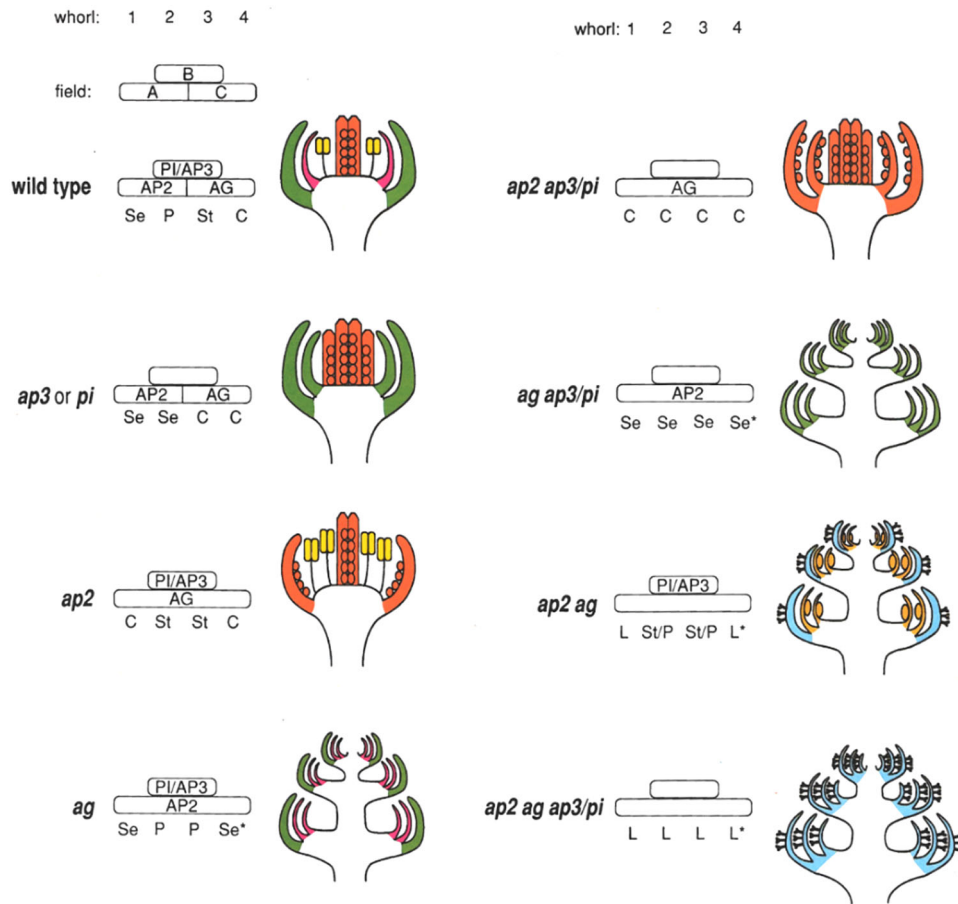 whorl: 1 2 3 4
B
field: A C
wild type
PI/AP3
AP2 AG
Se P St C
ap3 or pi
AP2 AG
Se Se C C
ap2
PI/AP3
AG
C St St C
ag
PI/AP3
AP2
Se P P Se*
whorl: 1 2 3 4
ap2 ap3/pi
AG
C C C C
ag ap3/pi
AP2
Se Se Se Se*
ap2 ag
PI/AP3
L St/P St/P L*
ap2 ag ap3/pi
L L L L*